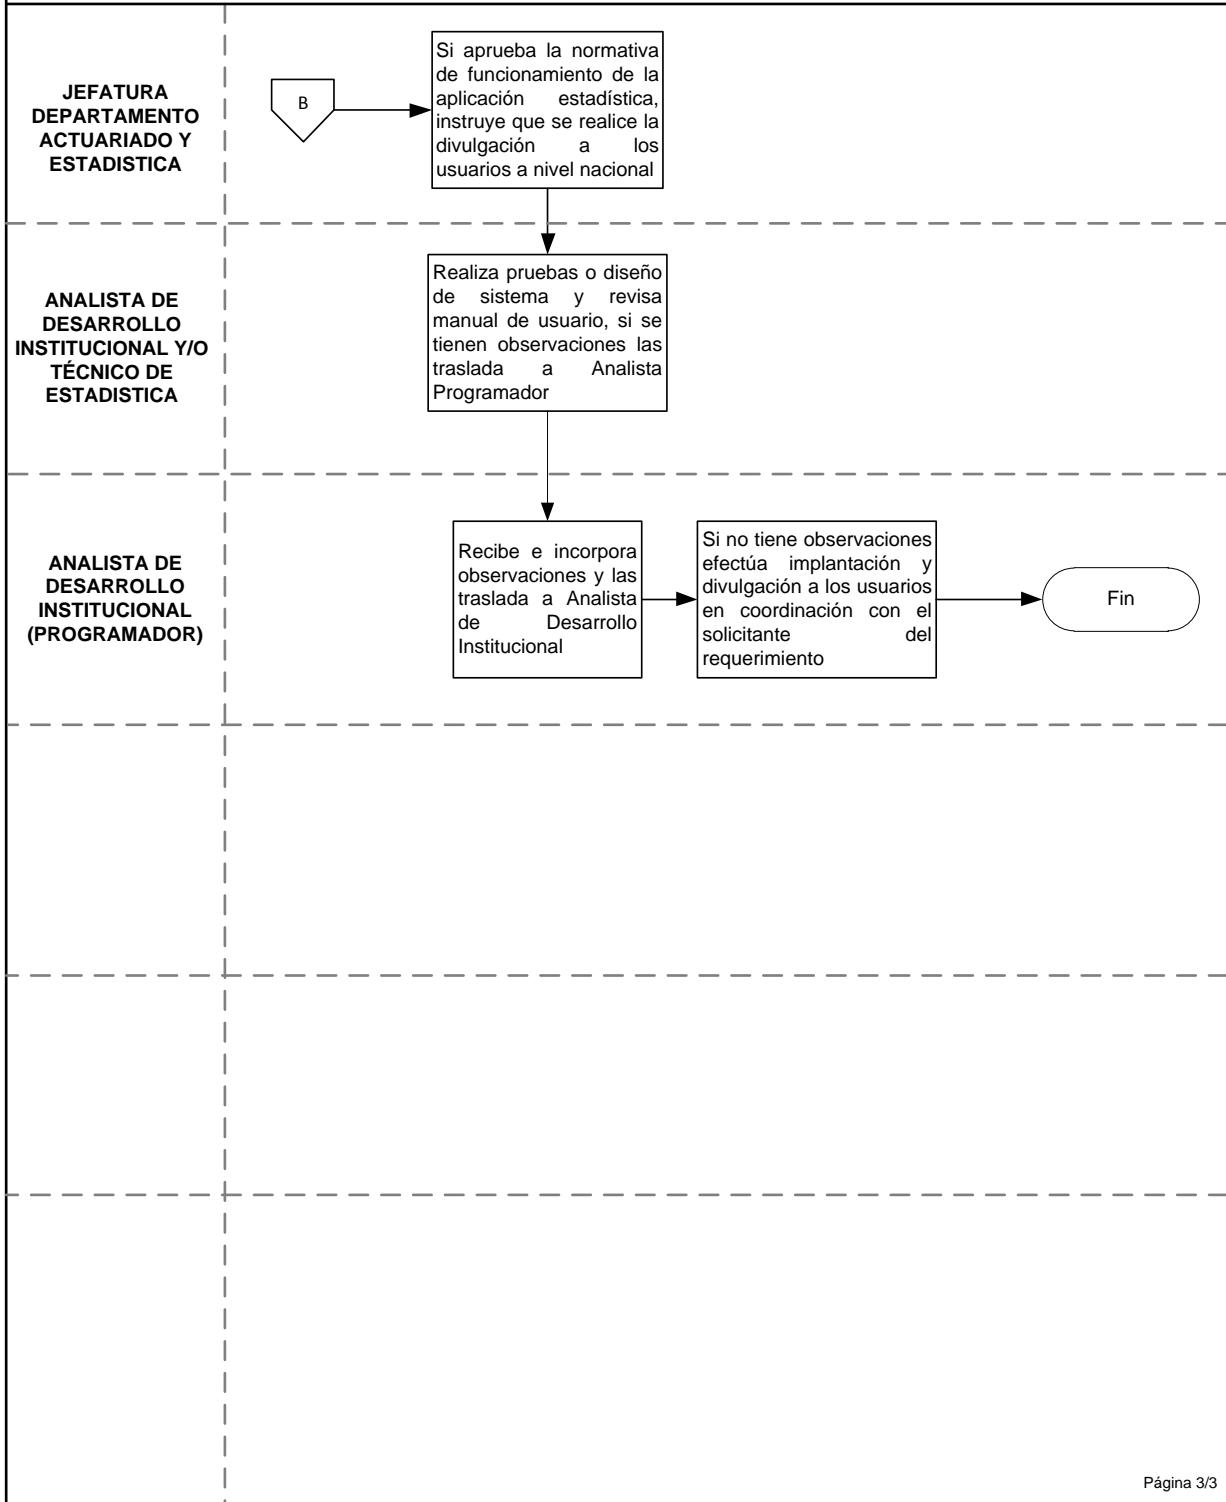 JEFATURA
DEPARTAMENTO
ACTUARIADO Y
ESTADISTICA
B
Si aprueba la normativa
de funcionamiento de la
aplicación estadística,
instruye que se realice la
divulgación a los
usuarios a nivel nacional
ANALISTA DE
DESARROLLO
INSTITUCIONAL Y/O
TÉCNICO DE
ESTADISTICA
Realiza pruebas o diseño
de sistema y revisa
manual de usuario, si se
tienen observaciones las
traslada a Analista
Programador
ANALISTA DE
DESARROLLO
INSTITUCIONAL
(PROGRAMADOR)
Recibe e incorpora
observaciones y las
traslada a Analista
de Desarrollo
Institucional
Si no tiene observaciones
efectúa implantación y
divulgación a los usuarios
en coordinación con el
solicitante del
requerimiento
Fin
Página 3/3